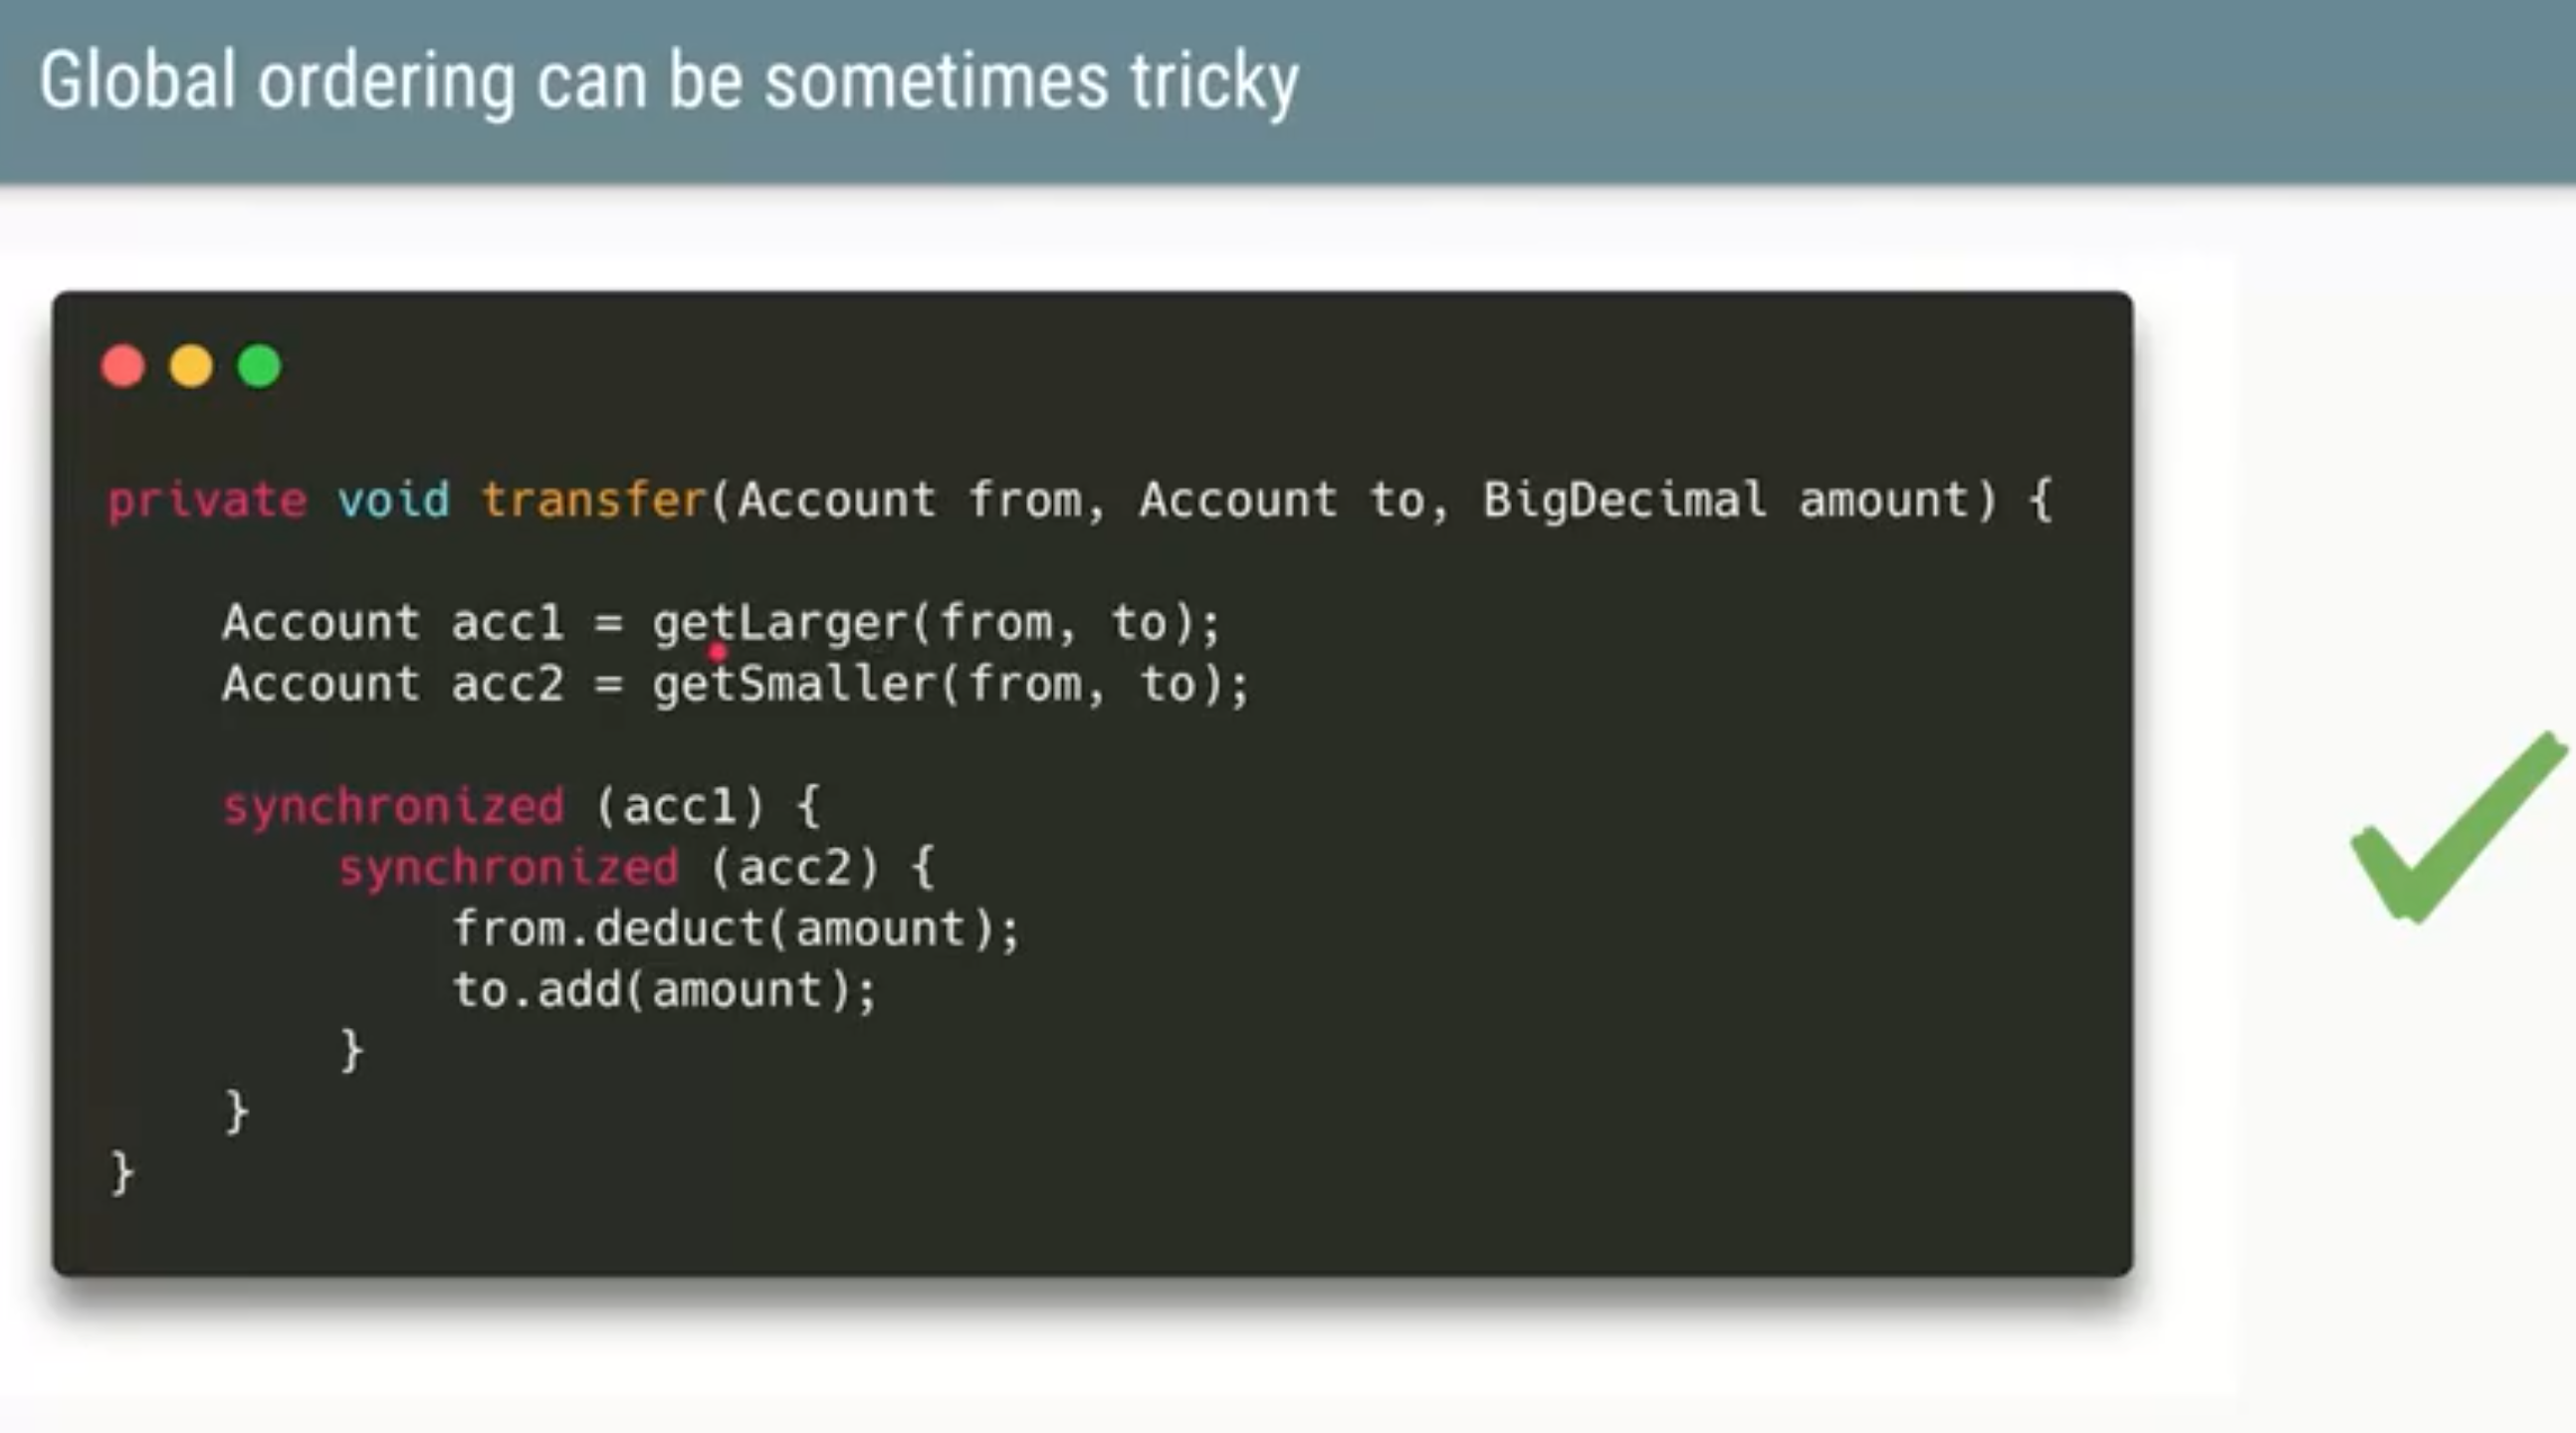 Global ordering can be sometimes tricky
private void transfer(Account from, Account to, BigDecimal amount) {
Account acc1 = getLarger(from, to);
Account acc2 = getSmaller(from, to);
synchronized (acc1) {
synchronized (acc2) {
from.deduct(amount);
to.add(amount);
}
}
}